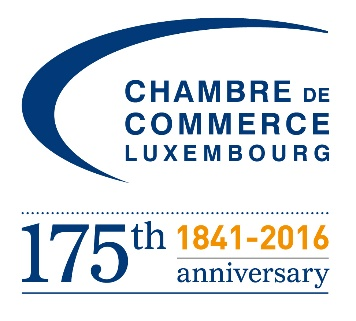 CHAMBRE DE
COMMERCE
LUXEMBOURG
175th 1841-2016
anniversary